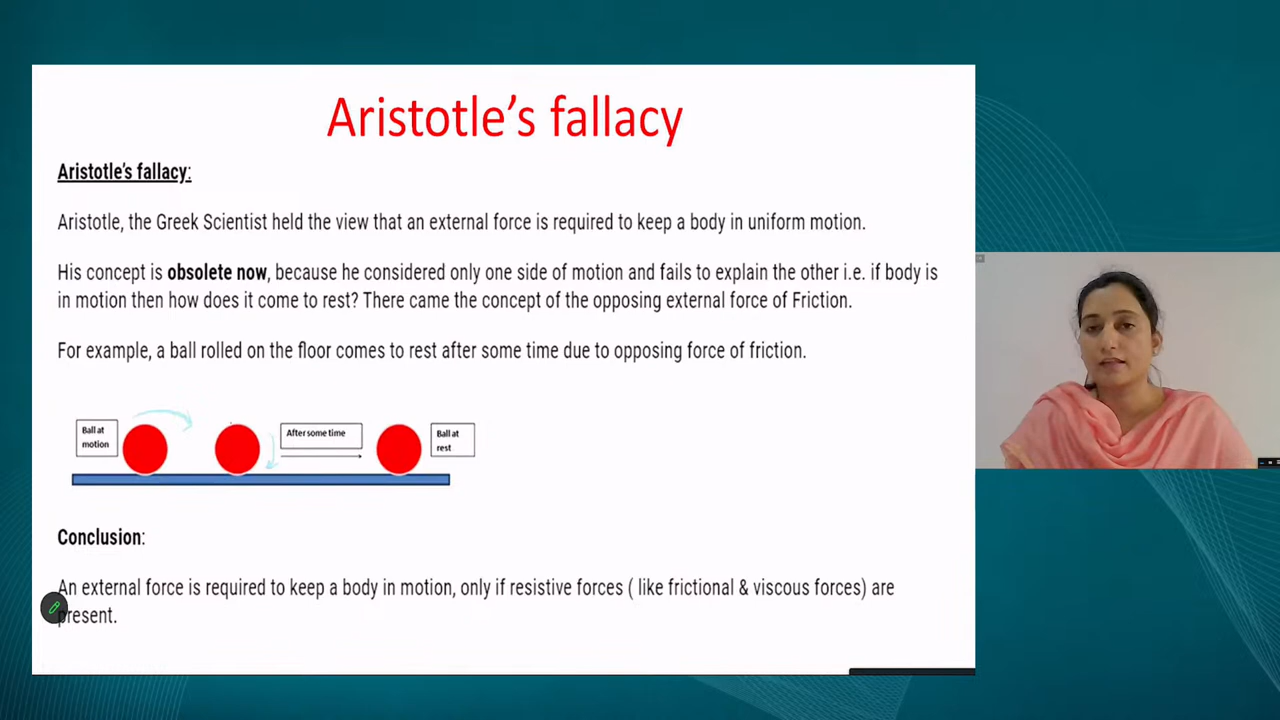 Aristotle's fallacy
Aristotle's fallacy:
Aristotle, the Greek Scientist held the view that an external force is required to keep a body in uniform motion.
His concept is obsolete now, because he considered only one side of motion and fails to explain the other i.e. if body is
in motion then how does it come to rest? There came the concept of the opposing external force of Friction.
For example, a ball rolled on the floor comes to rest after some time due to opposing force of friction.
Ball at
motion
After some time
Ball at
rest
Conclusion:
An external force is required to keep a body in motion, only if resistive forces ( like frictional & viscous forces) are
present.